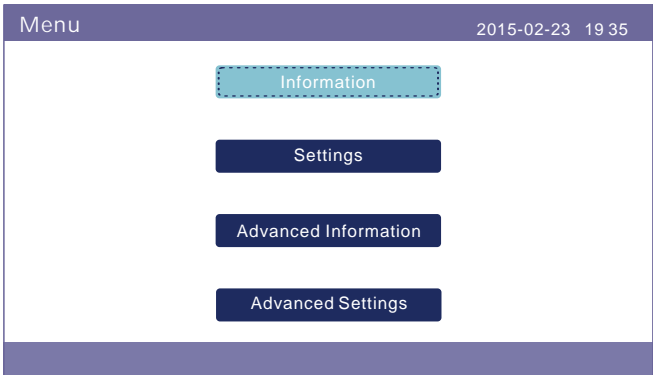 Menu
2015-02-23 19 35
Information
Settings
Advanced Information
Advanced Settings